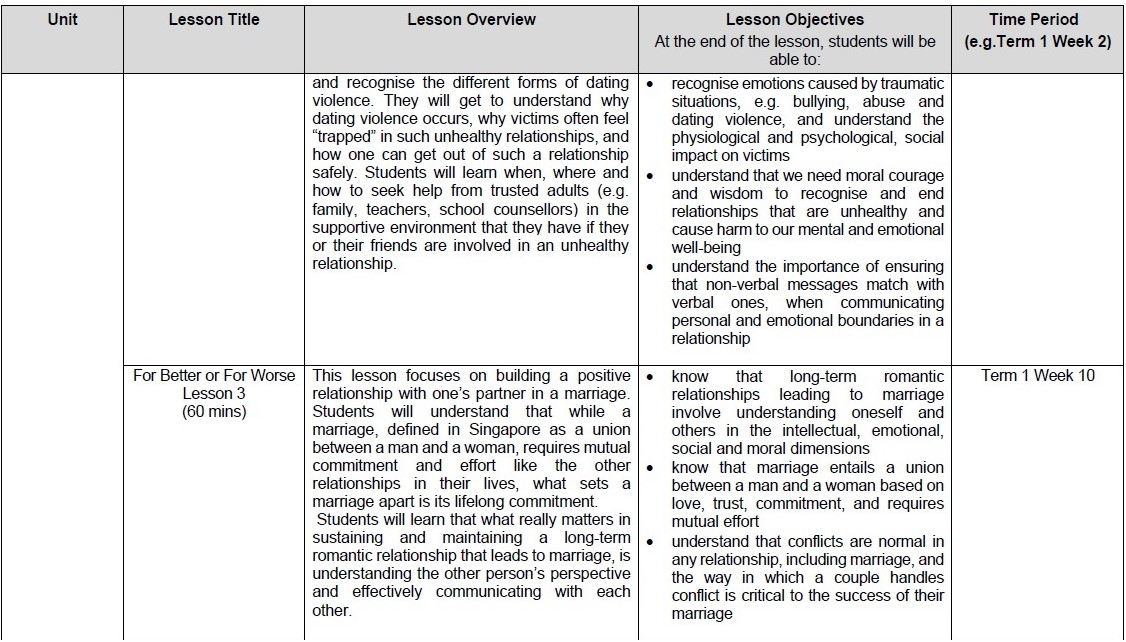 Unit
Lesson Title
Lesson Overview
Lesson Objectives
At the end of the lesson, students will be
able to:
Time Period
(e.g.Term 1 Week 2)
and recognise the different forms of dating
violence. They will get to understand why
dating violence occurs, why victims often feel
“trapped” in such unhealthy relationships, and
how one can get out of such a relationship
safely. Students will learn when, where and
how to seek help from trusted adults (e.g.
family, teachers, school counsellors) in the
supportive environment that they have if they
or their friends are involved in an unhealthy
relationship.
• recognise emotions caused by traumatic
situations, e.g. bullying, abuse and
dating violence, and understand the
physiological and psychological, social
impact on victims
• understand that we need moral courage
and wisdom to recognise and end
relationships that are unhealthy and
cause harm to our mental and emotional
well-being
• understand the importance of ensuring
that non-verbal messages match with
verbal ones, when communicating
personal and emotional boundaries in a
relationship
For Better or For Worse
Lesson 3
(60 mins)
This lesson focuses on building a positive
relationship with one’s partner in a marriage.
Students will understand that while a
marriage, defined in Singapore as a union
between a man and a woman, requires mutual
commitment and effort like the other
relationships in their lives, what sets a
marriage apart is its lifelong commitment.
Students will learn that what really matters in
sustaining and maintaining a long-term
romantic relationship that leads to marriage, is
understanding the other person’s perspective
and effectively communicating with each
other.
• know that long-term romantic
relationships leading to marriage
involve understanding oneself and
others in the intellectual, emotional,
social and moral dimensions
• know that marriage entails a union
between a man and a woman based on
love, trust, commitment, and requires
mutual effort
• understand that conflicts are normal in
any relationship, including marriage, and
the way in which a couple handles
conflict is critical to the success of their
marriage
Term 1 Week 10